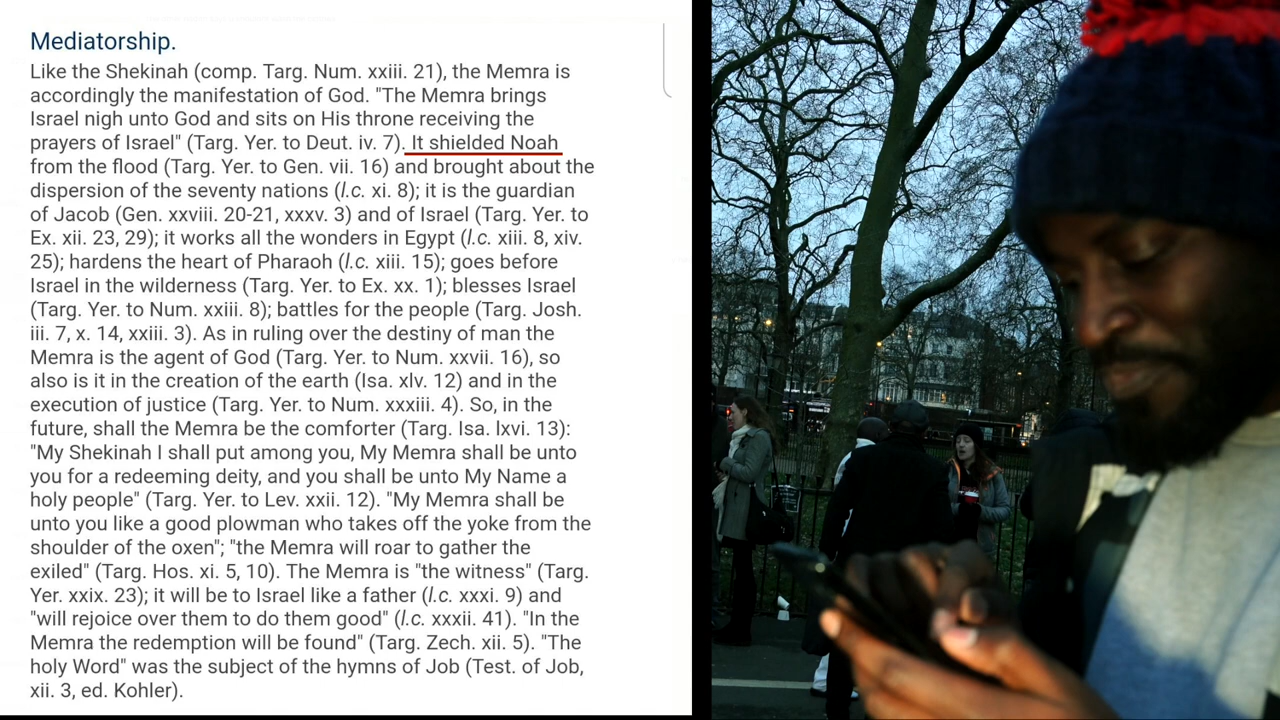 Mediatorship.
Like the Shekinah (comp. Targ. Num. xxiii. 21), the Memra is
accordingly the manifestation of God. "The Memra brings
Israel nigh unto God and sits on His throne receiving the
prayers of Israel" (Targ. Yer. to Deut. iv. 7). It shielded Noah
from the flood (Targ. Yer. to Gen. vii. 16) and brought about the
dispersion of the seventy nations (l.c. xi. 8); it is the guardian
of Jacob (Gen. xxviii. 20-21, xxxv. 3) and of Israel (Targ. Yer. to
Ex. xii. 23, 29); it works all the wonders in Egypt (l.c. xiii. 8, xiv.
25); hardens the heart of Pharaoh (l.c. xiii. 15); goes before
Israel in the wilderness (Targ. Yer. to Ex. xx. 1); blesses Israel
(Targ. Yer. to Num. xxiii. 8); battles for the people (Targ. Josh.
iii. 7, x. 14, xxiii. 3). As in ruling over the destiny of man the
Memra is the agent of God (Targ. Yer. to Num. xxvii. 16), so
also is it in the creation of the earth (Isa. xlv. 12) and in the
execution of justice (Targ. Yer. to Num. xxxiii. 4). So, in the
future, shall the Memra be the comforter (Targ. Isa. lxvi. 13):
"My Shekinah I shall put among you, My Memra shall be unto
you for a redeeming deity, and you shall be unto My Name a
holy people" (Targ. Yer. to Lev. xxii. 12). "My Memra shall be
unto you like a good plowman who takes off the yoke from the
shoulder of the oxen"; "the Memra will roar to gather the
exiled" (Targ. Hos. xi. 5, 10). The Memra is "the witness" (Targ.
Yer. xxix. 23); it will be to Israel like a father (l.c. xxxi. 9) and
"will rejoice over them to do them good" (l.c. xxxii. 41). "In the
Memra the redemption will be found" (Targ. Zech. xii. 5). "The
holy Word" was the subject of the hymns of Job (Test. of Job,
xii. 3, ed. Kohler).